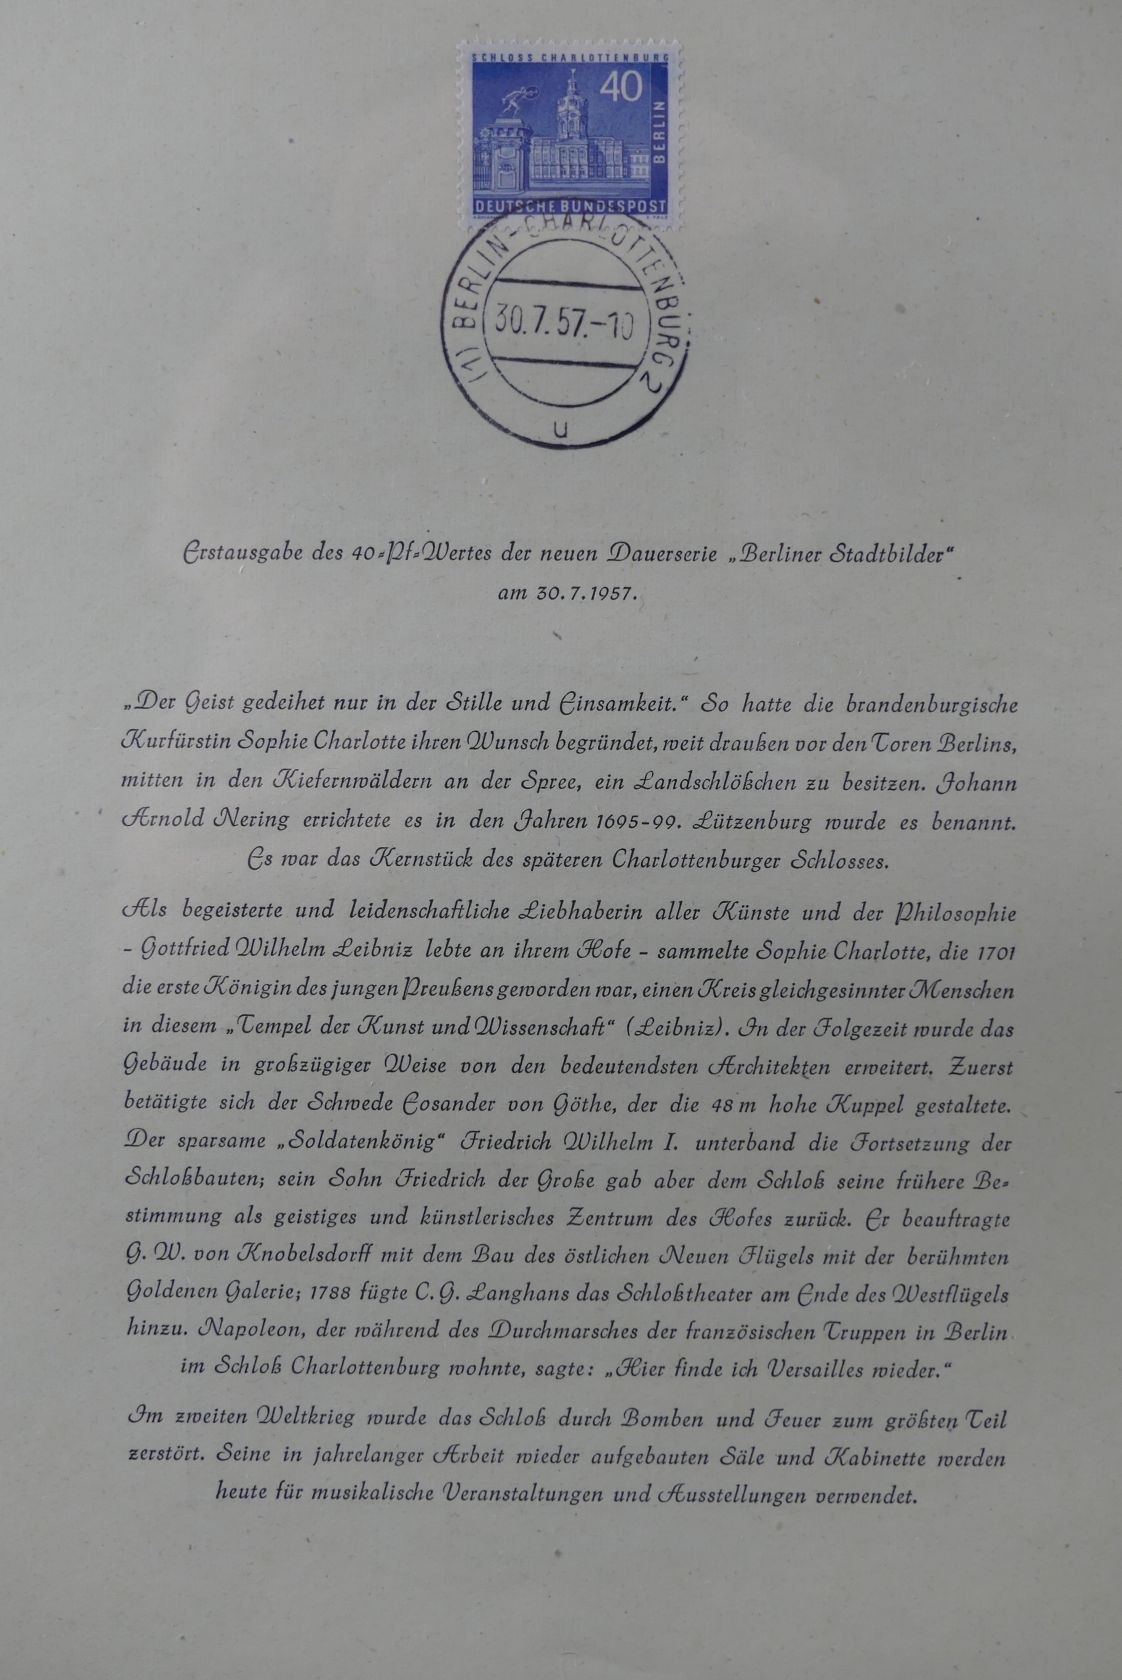 SCHLOSS CHARLOTTENBURG
40
BERLIN
DEUTSCHE BUNDESPOST
(1) BERLIN-CHARLOTTENBURG 2
30.7.57.-10
u
Erstausgabe des 40-Pf-Wertes der neuen Dauerserie „Berliner Stadtbilder“
am 30.7.1957.
„Der Geist gedeihet nur in der Stille und Einsamkeit.“ So hatte die brandenburgische
Kurfürstin Sophie Charlotte ihren Wunsch begründet, weit draußen vor den Toren Berlins,
mitten in den Kiefernwäldern an der Spree, ein Landschlößchen zu besitzen. Johann
Arnold Nering errichtete es in den Jahren 1695-99. Lützenburg wurde es benannt.
Es war das Kernstück des späteren Charlottenburger Schlosses.
Als begeisterte und leidenschaftliche Liebhaberin aller Künste und der Philosophie
- Gottfried Wilhelm Leibniz lebte an ihrem Hofe - sammelte Sophie Charlotte, die 1701
die erste Königin des jungen Preußens geworden war, einen Kreis gleichgesinnter Menschen
in diesem „Tempel der Kunst und Wissenschaft“ (Leibniz). In der Folgezeit wurde das
Gebäude in großzügiger Weise von den bedeutendsten Architekten erweitert. Zuerst
betätigte sich der Schwede Eosander von Göthe, der die 48 m hohe Kuppel gestaltete.
Der sparsame „Soldatenkönig“ Friedrich Wilhelm I. unterband die Fortsetzung der
Schloßbauten; sein Sohn Friedrich der Große gab aber dem Schloß seine frühere Be-
stimmung als geistiges und künstlerisches Zentrum des Hofes zurück. Er beauftragte
G. W. von Knobelsdorff mit dem Bau des östlichen Neuen Flügels mit der berühmten
Goldenen Galerie; 1788 fügte C. G. Langhans das Schloßtheater am Ende des Westflügels
hinzu. Napoleon, der während des Durchmarsches der französischen Truppen in Berlin
im Schloß Charlottenburg wohnte, sagte: „Hier finde ich Versailles wieder.“
Im zweiten Weltkrieg wurde das Schloß durch Bomben und Feuer zum größten Teil
zerstört. Seine in jahrelanger Arbeit wieder aufgebauten Säle und Kabinette werden
heute für musikalische Veranstaltungen und Ausstellungen verwendet.